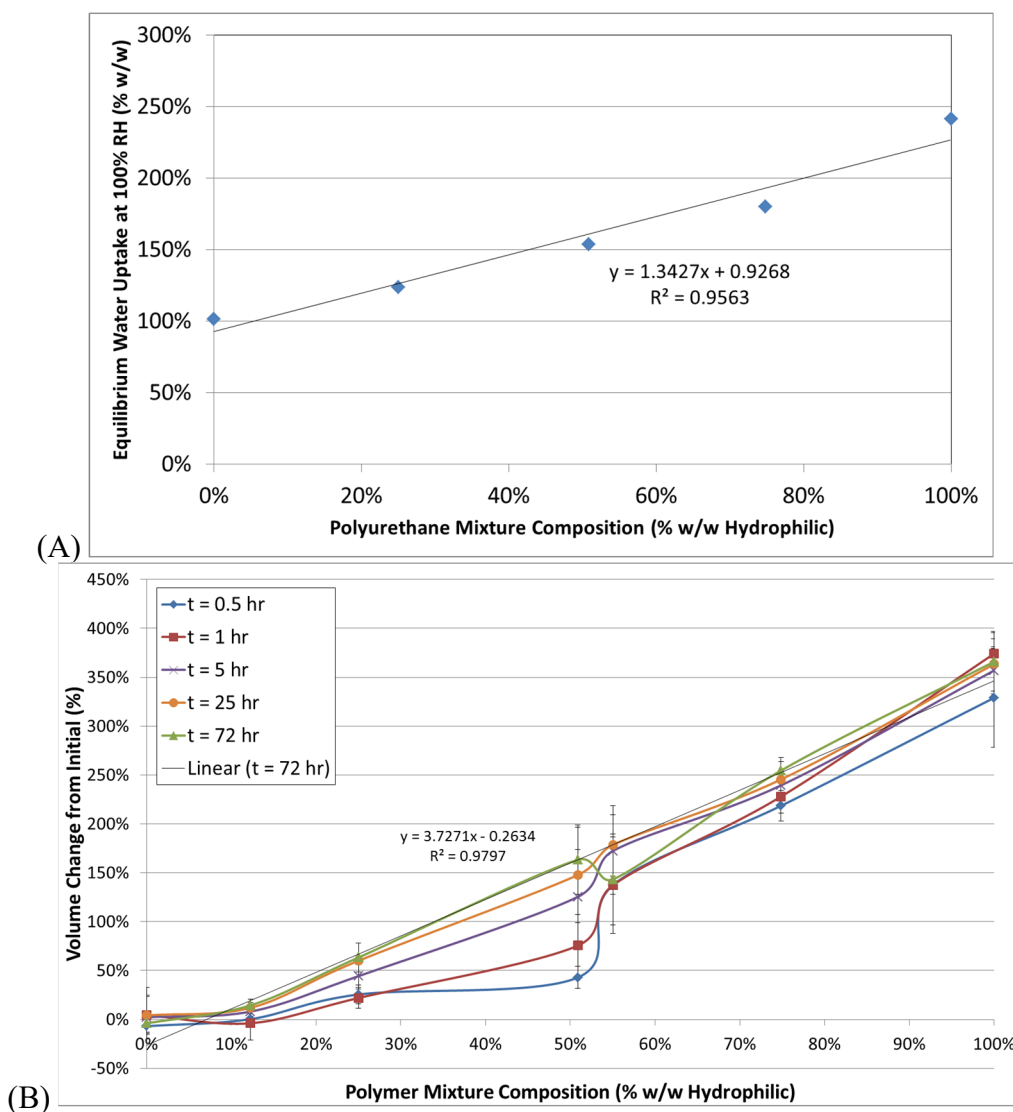 300%
250%
200%
150%
100%
50%
0%
Equilibrium Water Uptake at 100% RH (% w/w)
y = 1.3427x + 0.9268
R² = 0.9563
0% 20% 40% 60% 80% 100%
Polyurethane Mixture Composition (% w/w Hydrophilic)
(A)
450%
400%
350%
300%
250%
200%
150%
100%
50%
0%
-50%
Volume Change from Initial (%)
t = 0.5 hr
t = 1 hr
t = 5 hr
t = 25 hr
t = 72 hr
Linear (t = 72 hr)
y = 3.7271x - 0.2634
R² = 0.9797
0% 10% 20% 30% 40% 50% 60% 70% 80% 90% 100%
Polymer Mixture Composition (% w/w Hydrophilic)
(B)